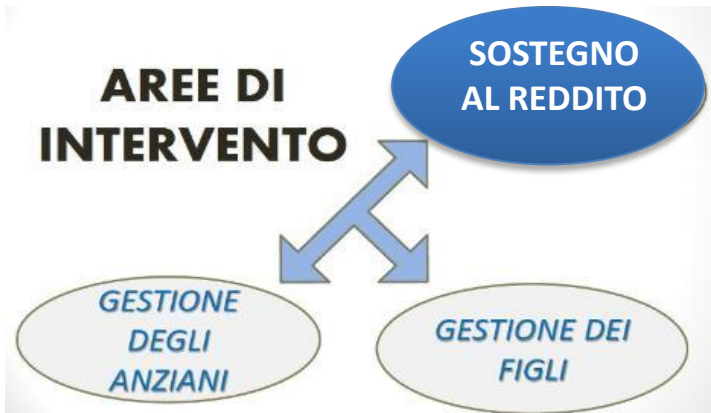 AREE DI
INTERVENTO
SOSTEGNO
AL REDDITO
GESTIONE
DEGLI
ANZIANI
GESTIONE DEI
FIGLI